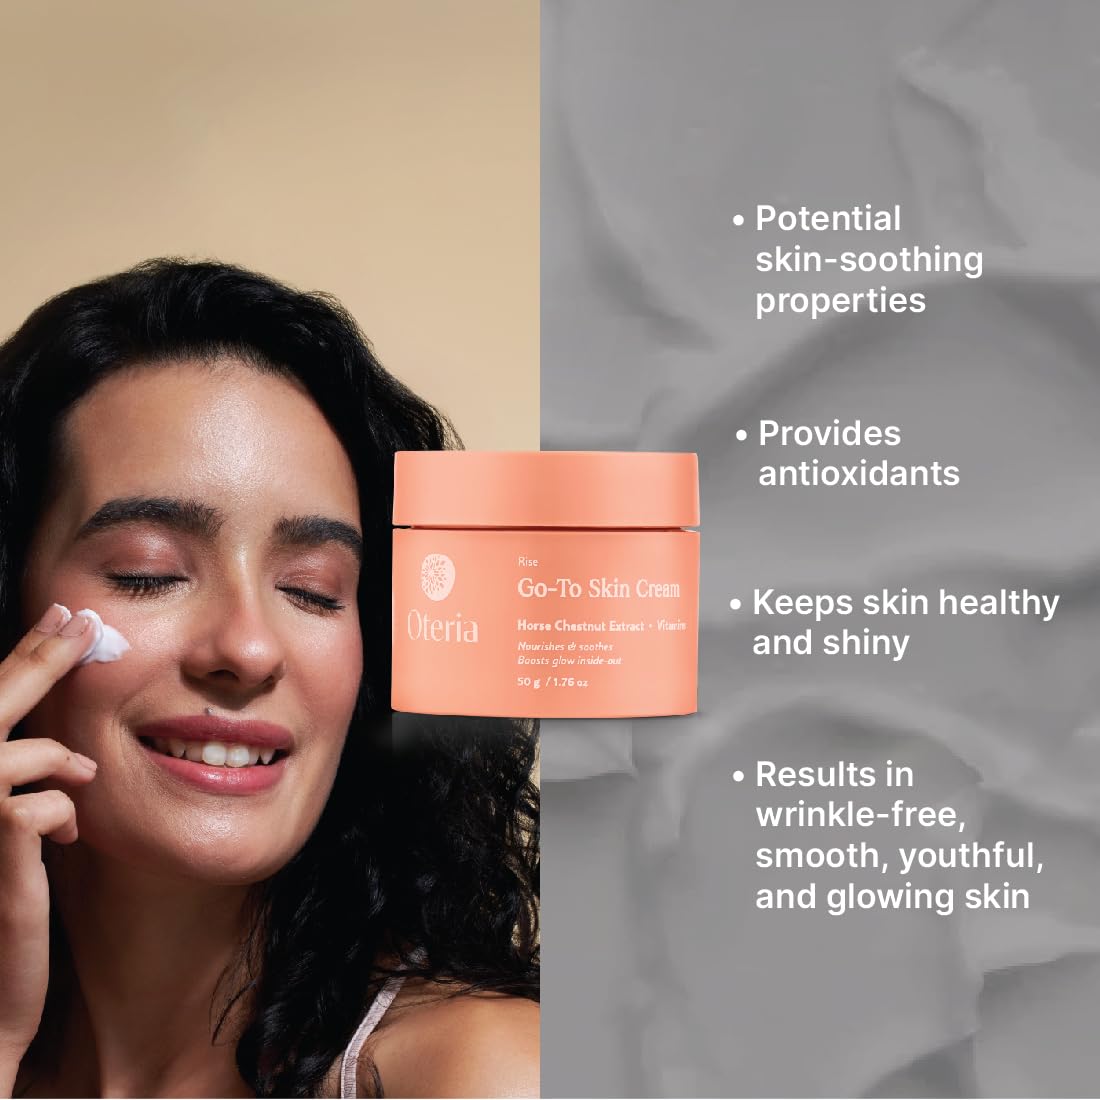 Rise
Go-To Skin Cream
Oteria
Horse Chestnut Extract • Vitamins
Nourishes & soothes
Boosts glow inside-out
50 g / 1.76 oz
• Potential
skin-soothing
properties
• Provides
antioxidants
• Keeps skin healthy
and shiny
• Results in
wrinkle-free,
smooth, youthful,
and glowing skin